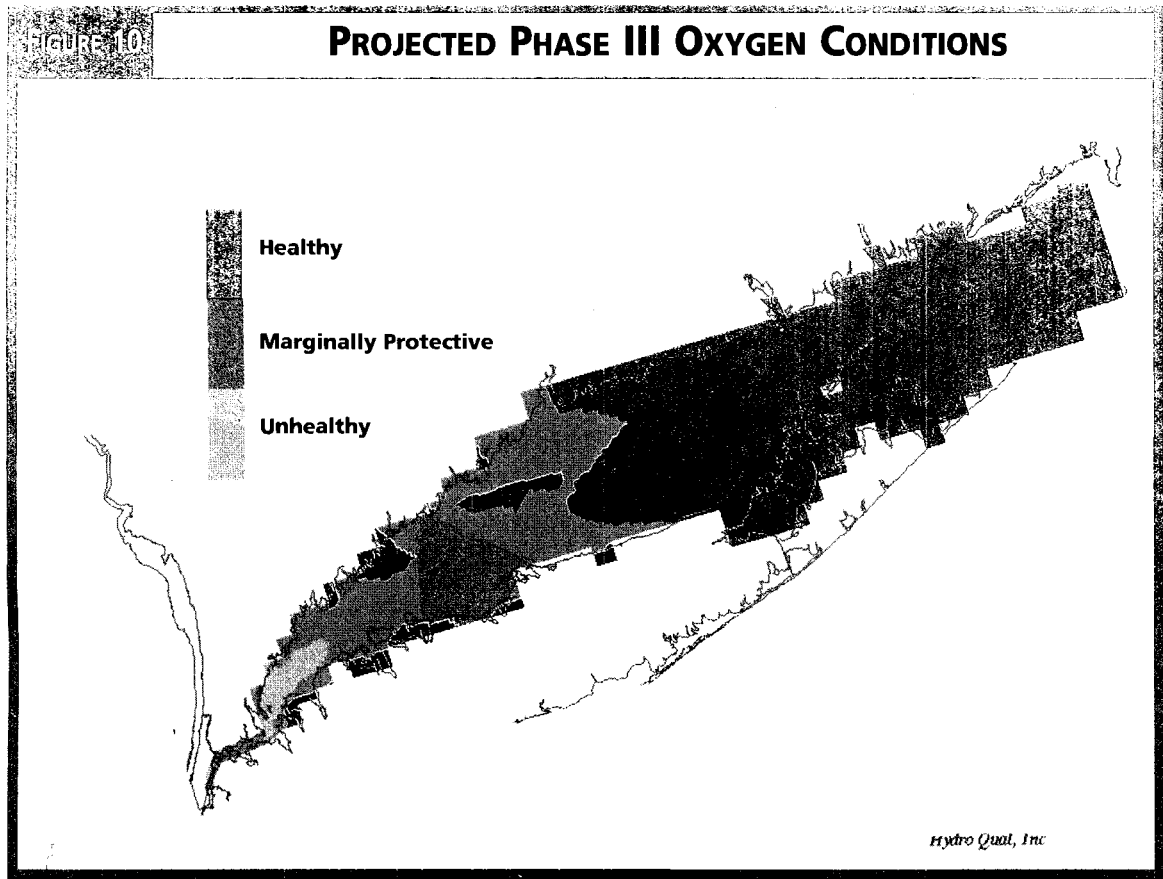 FIGURE 10
PROJECTED PHASE III OXYGEN CONDITIONS
Healthy
Marginally Protective
Unhealthy
Hydro Qual, Inc